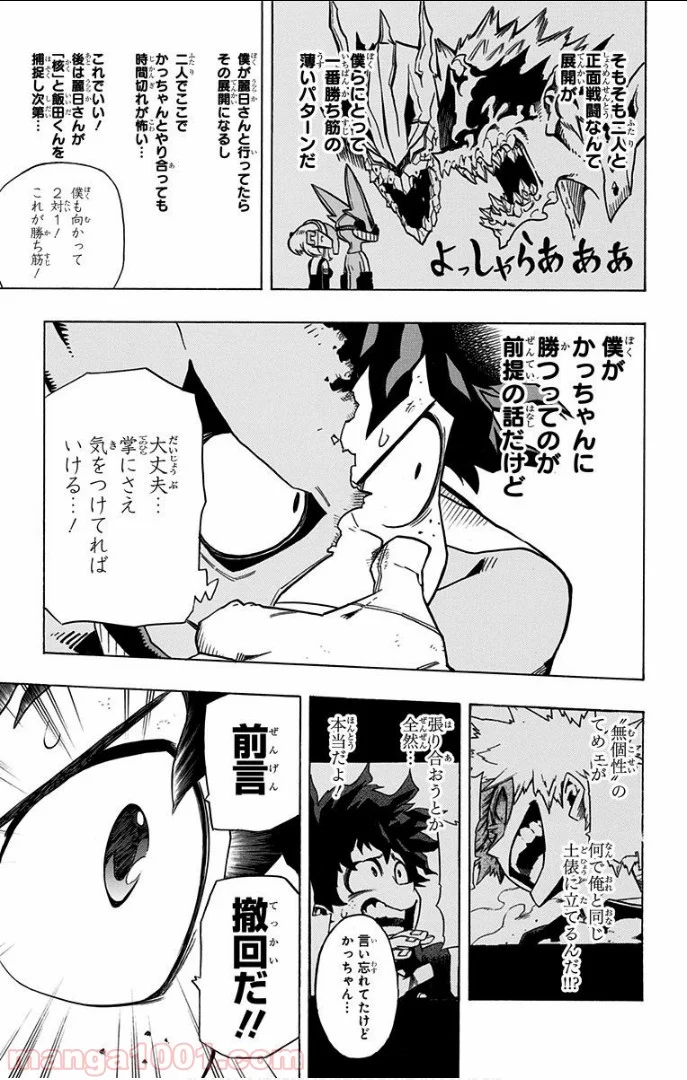 そもそも二人と
正面戦闘なんて
展開が
僕らにとって
一番勝ち筋の
薄いパターンだ
よっしゃらあああ
僕が麗日さんと行ってたら
その展開になるし
二人でここで
かっちゃんとやり合っても
時間切れが怖い…
これでいい!
後は麗日さんが
「核」と飯田くんを
捕捉し次第…
僕も向かって
2対1!
これが勝ち筋!
僕が
かっちゃんに
勝つってのが
前提の話だけど
大丈夫…
掌にさえ
気をつけてれば
いける…!
"無個性"の
てめェが
何で俺と同じ
土俵に立てるんだ!!?
張り合おうとか
全然…
本当だよ!
言い忘れてたけど
かっちゃん…
前言
撤回だ!!
manga1001.com